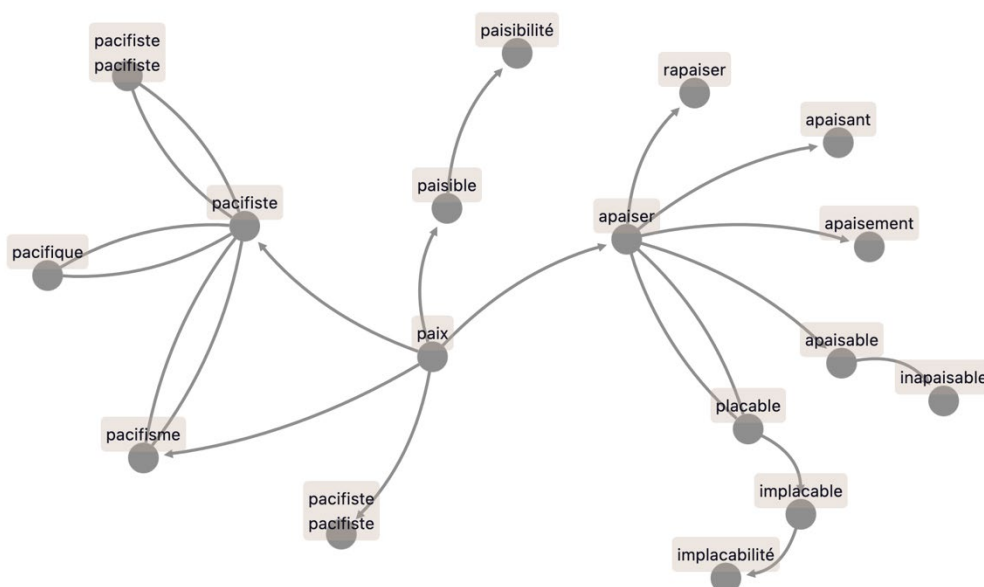 pacifiste
pacifiste
paisibilité
rapaiser
apaisant
paisible
pacifiste
apaiser
apaisement
pacifique
paix
apaisable
inapaisable
placable
pacifisme
implacable
pacifiste
pacifiste
implacabilité